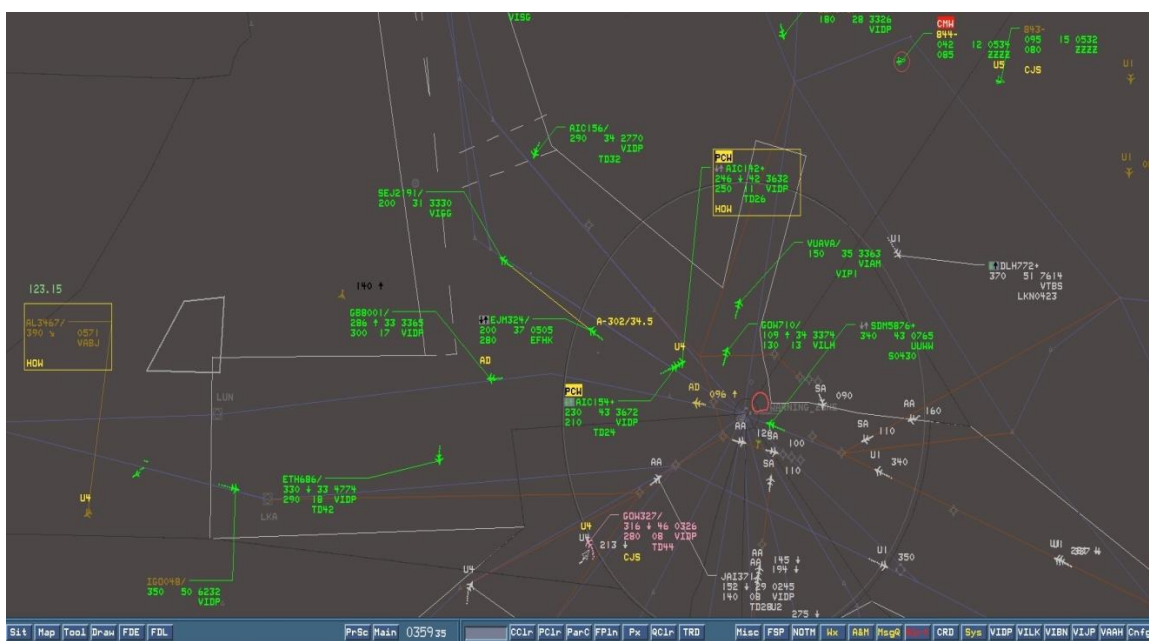 VISG
180 28 3326
VIDP
CMW
844-
042 12 0534
085 ZZZZ
U5
843-
095 15 0532
080 ZZZZ
CJS
U1
U1
AIC156/
290 34 2770
VIDP
TD32
PCW
AIC142+
246 ↓ 42 3632
250 11 VIDP
TD26
HOW
SEJ2191/
200 31 3330
VIGG
VUAVA/
150 35 3363
VIAM
VIPI
U1
DLH772+
370 51 7614
VTBS
LKN0423
123.15
140 ↑
AL3467/
390 ↘ 0571
VABJ
HOW
GBB001/
286 ↑ 33 3365
300 17 VIDP
AD
EJM324/
200 37 0505
280 EFHK
A-302/34.5
U4
GOW710/
109 ↑ 34 3374
130 13 VILH
SDM5876+
340 43 0765
UUWW
S0430
PCW
AIC154+
230 43 3672
210 VIDP
TD24
AD
096 ↑
SA
090
AA
160
LUN
AA
128
SA
100
SA
110
SA
110
U1
340
AA
ETH686/
330 ↓ 33 4774
290 18 VIDP
TD42
LKA
U4
GOW327/
316 ↓ 46 0326
280 08 VIDP
TD44
U4
U4
213 ↓
CJS
U1
350
IGO048/
350 50 6232
VIDP
U4
AA
AA
145 ↓
194 ↓
JAI371
152 ↓ 29 0245
140 08 VIDP
TD28U2
275 ↓
Sit Map Tool Draw FDE FDL PrSc Main 035935 CClr PClr ParC FPln Px QClr TRD Misc FSP NOTM Wx A&M MsgQ CRD Sys VIDP VILK VIBN VIJP VAAH Cnfg